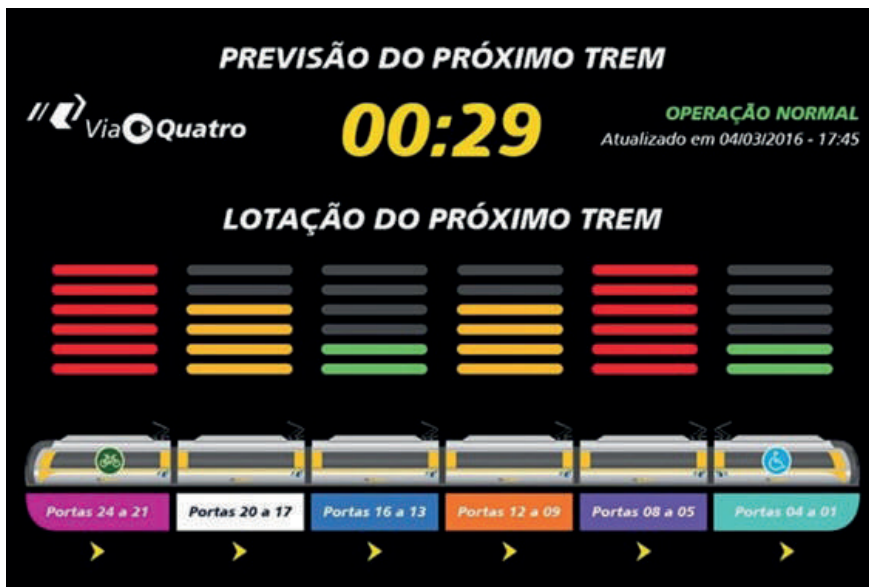 PREVISÃO DO PRÓXIMO TREM
ViaQuatro
00:29
OPERAÇÃO NORMAL
Atualizado em 04/03/2016 - 17:45
LOTAÇÃO DO PRÓXIMO TREM
Portas 24 a 21
Portas 20 a 17
Portas 16 a 13
Portas 12 a 09
Portas 08 a 05
Portas 04 a 01